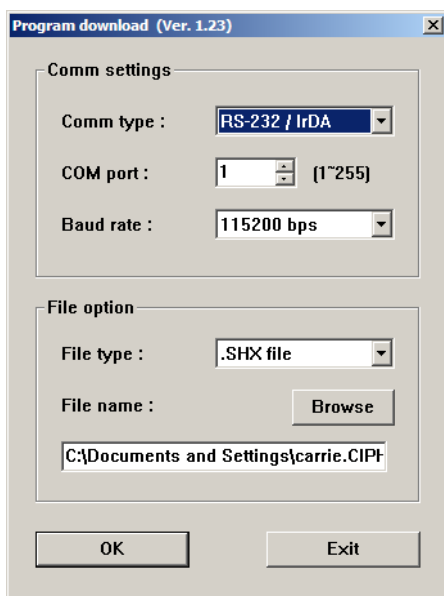 Program download (Ver. 1.23)
Comm settings
Comm type : RS-232 / IrDA
COM port : 1 (1~255)
Baud rate : 115200 bps
File option
File type : .SHX file
File name : Browse
C:\Documents and Settings\carrie.CIPH
OK Exit